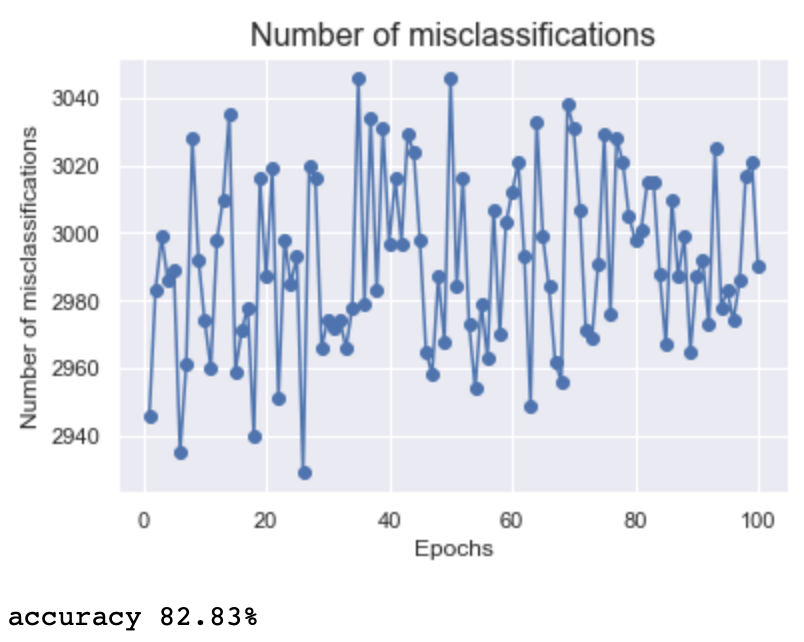 Number of misclassifications
Number of misclassifications
3040
3020
3000
2980
2960
2940
0 20 40 60 80 100
Epochs
accuracy 82.83%